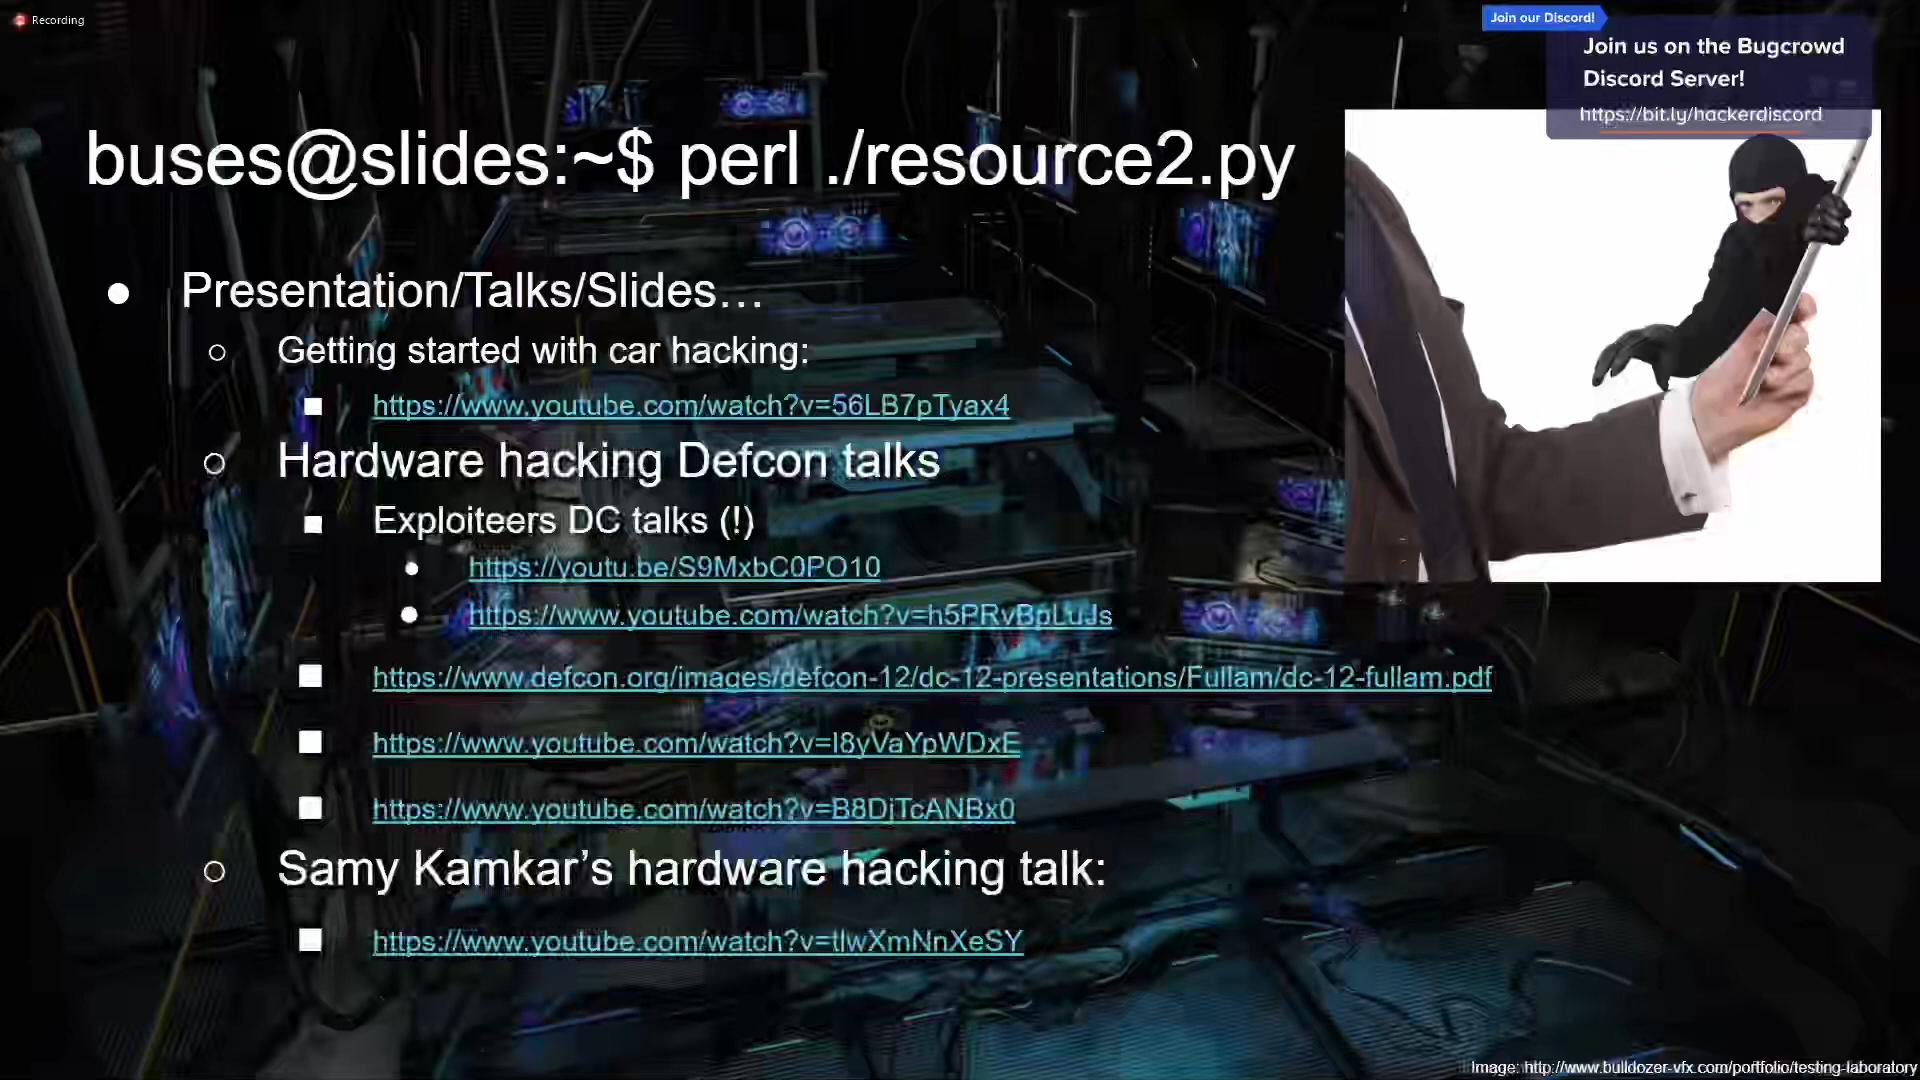 Recording
Join our Discord!
Join us on the Bugcrowd
Discord Server!
https://bit.ly/hackerdiscord
buses@slides:~$ perl ./resource2.py
● Presentation/Talks/Slides…
○ Getting started with car hacking:
■ https://www.youtube.com/watch?v=56LB7pTyax4
○ Hardware hacking Defcon talks
■ Exploiteers DC talks (!)
● https://youtu.be/S9MxbC0PO10
● https://www.youtube.com/watch?v=h5PRvBpLuJs
■ https://www.defcon.org/images/defcon-12/dc-12-presentations/Fullam/dc-12-fullam.pdf
■ https://www.youtube.com/watch?v=I8yVaYpWDxE
■ https://www.youtube.com/watch?v=B8DjTcANBx0
○ Samy Kamkar’s hardware hacking talk:
■ https://www.youtube.com/watch?v=tlwXmNnXeSY
Image: http://www.bulldozer-vfx.com/portfolio/testing-laboratory